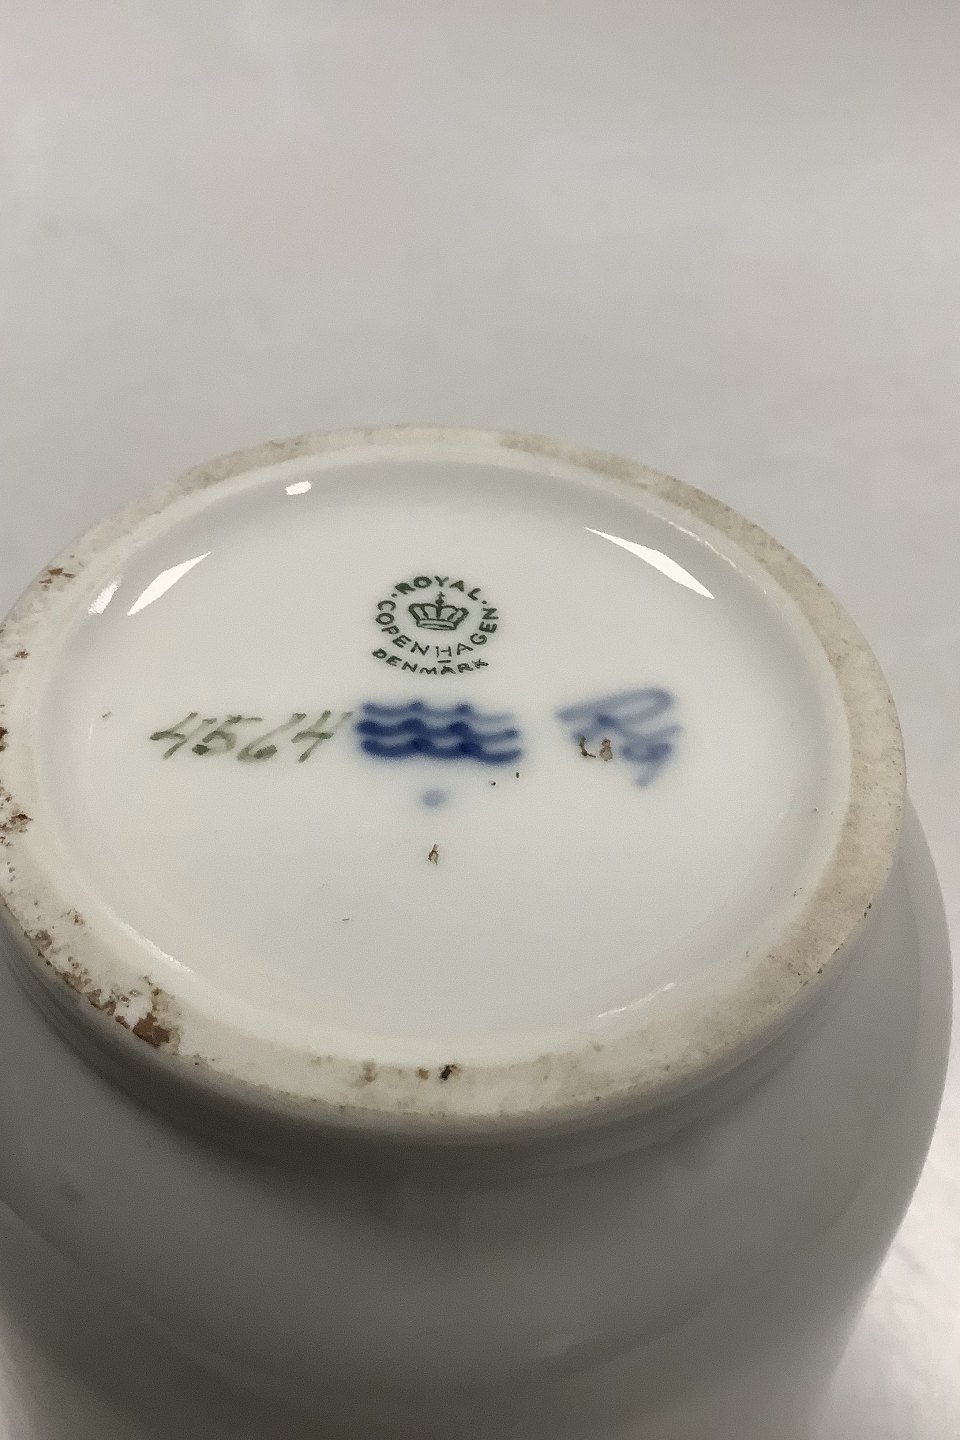 ROYAL
COPENHAGEN
DENMARK
4564